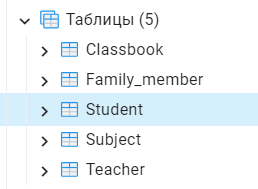 Таблицы (5)
Classbook
Family_member
Student
Subject
Teacher